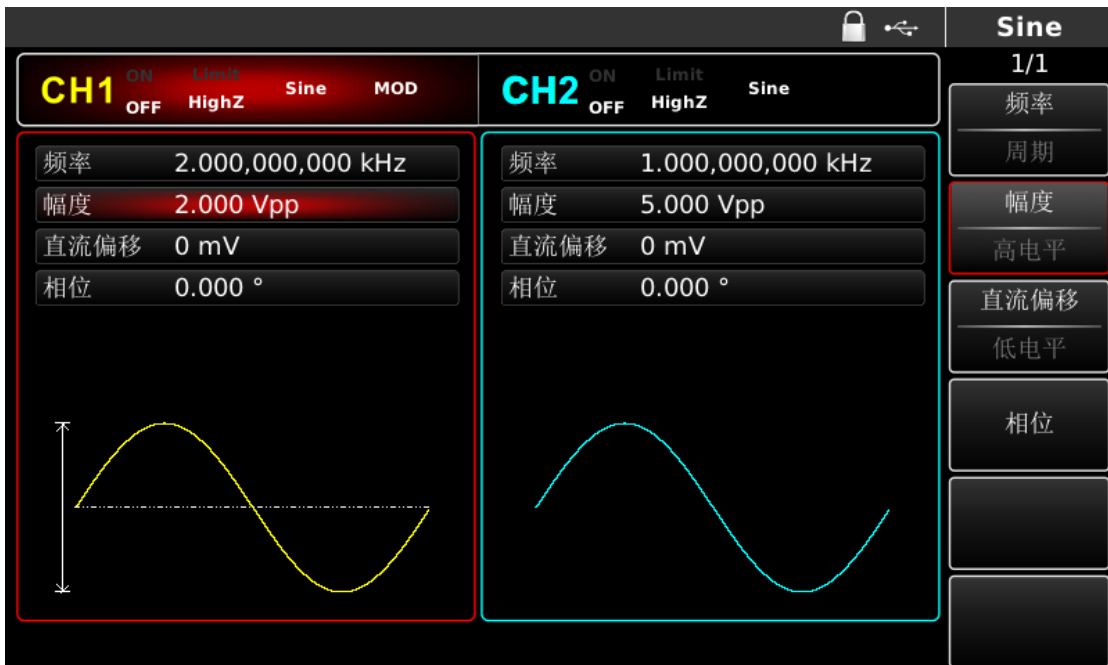 Sine
1/1
CH1 ON OFF Limit HighZ Sine MOD
CH2 ON OFF Limit HighZ Sine
频率 2.000,000,000 kHz
幅度 2.000 Vpp
直流偏移 0 mV
相位 0.000 °
频率 1.000,000,000 kHz
幅度 5.000 Vpp
直流偏移 0 mV
相位 0.000 °
频率
周期
幅度
高电平
直流偏移
低电平
相位